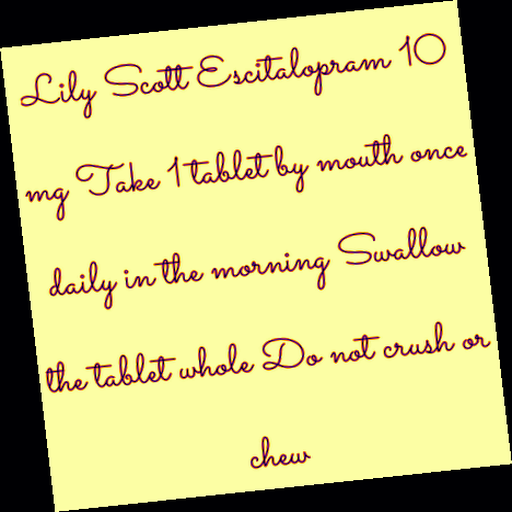 Lily Scott Escitalopram 10
mg Take 1 tablet by mouth once
daily in the morning Swallow
the tablet whole Do not crush or
chew